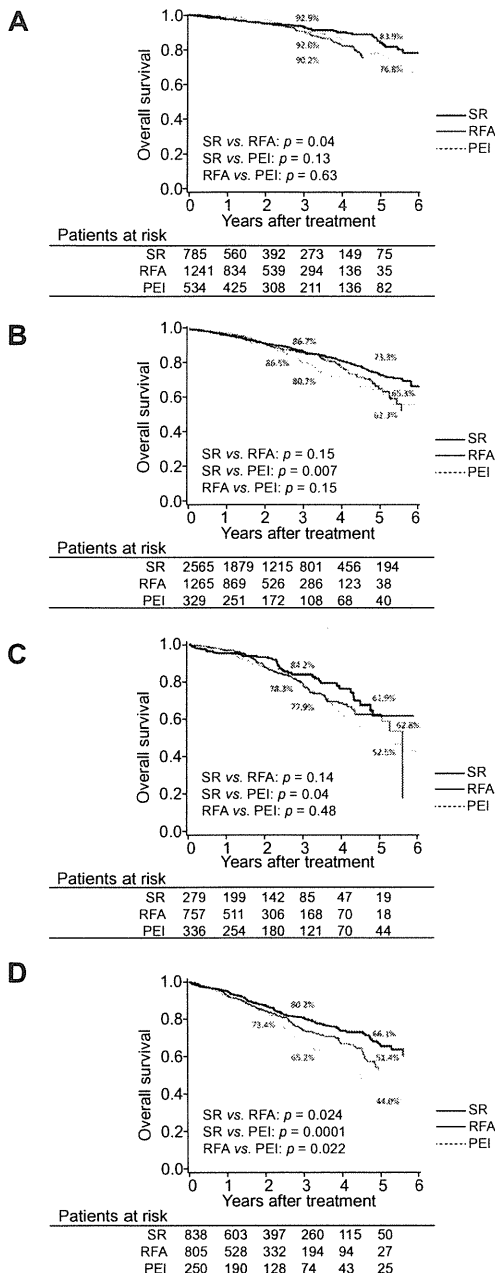 A
Overall survival
1.0
0.8
0.6
0.4
0.2
0.0
92.9%
83.9%
92.0%
90.2%
76.8%
SR vs. RFA: p = 0.04
SR vs. PEI: p = 0.13
RFA vs. PEI: p = 0.63
SR
RFA
PEI
0 1 2 3 4 5 6
Years after treatment
Patients at risk
SR 785 560 392 273 149 75
RFA 1241 834 539 294 136 35
PEI 534 425 308 211 136 82
B
Overall survival
1.0
0.8
0.6
0.4
0.2
0.0
86.7%
73.3%
86.5%
80.7%
65.3%
62.3%
SR vs. RFA: p = 0.15
SR vs. PEI: p = 0.007
RFA vs. PEI: p = 0.15
SR
RFA
PEI
0 1 2 3 4 5 6
Years after treatment
Patients at risk
SR 2565 1879 1215 801 456 194
RFA 1265 869 526 286 123 38
PEI 329 251 172 108 68 40
C
Overall survival
1.0
0.8
0.6
0.4
0.2
0.0
84.2%
78.3%
77.9%
61.9%
62.8%
52.5%
SR vs. RFA: p = 0.14
SR vs. PEI: p = 0.04
RFA vs. PEI: p = 0.48
SR
RFA
PEI
0 1 2 3 4 5 6
Years after treatment
Patients at risk
SR 279 199 142 85 47 19
RFA 757 511 306 168 70 18
PEI 336 254 180 121 70 44
D
Overall survival
1.0
0.8
0.6
0.4
0.2
0.0
80.2%
73.4%
65.2%
66.1%
51.4%
44.0%
SR vs. RFA: p = 0.024
SR vs. PEI: p = 0.0001
RFA vs. PEI: p = 0.022
SR
RFA
PEI
0 1 2 3 4 5 6
Years after treatment
Patients at risk
SR 838 603 397 260 115 50
RFA 805 528 332 194 94 27
PEI 250 190 128 74 43 25